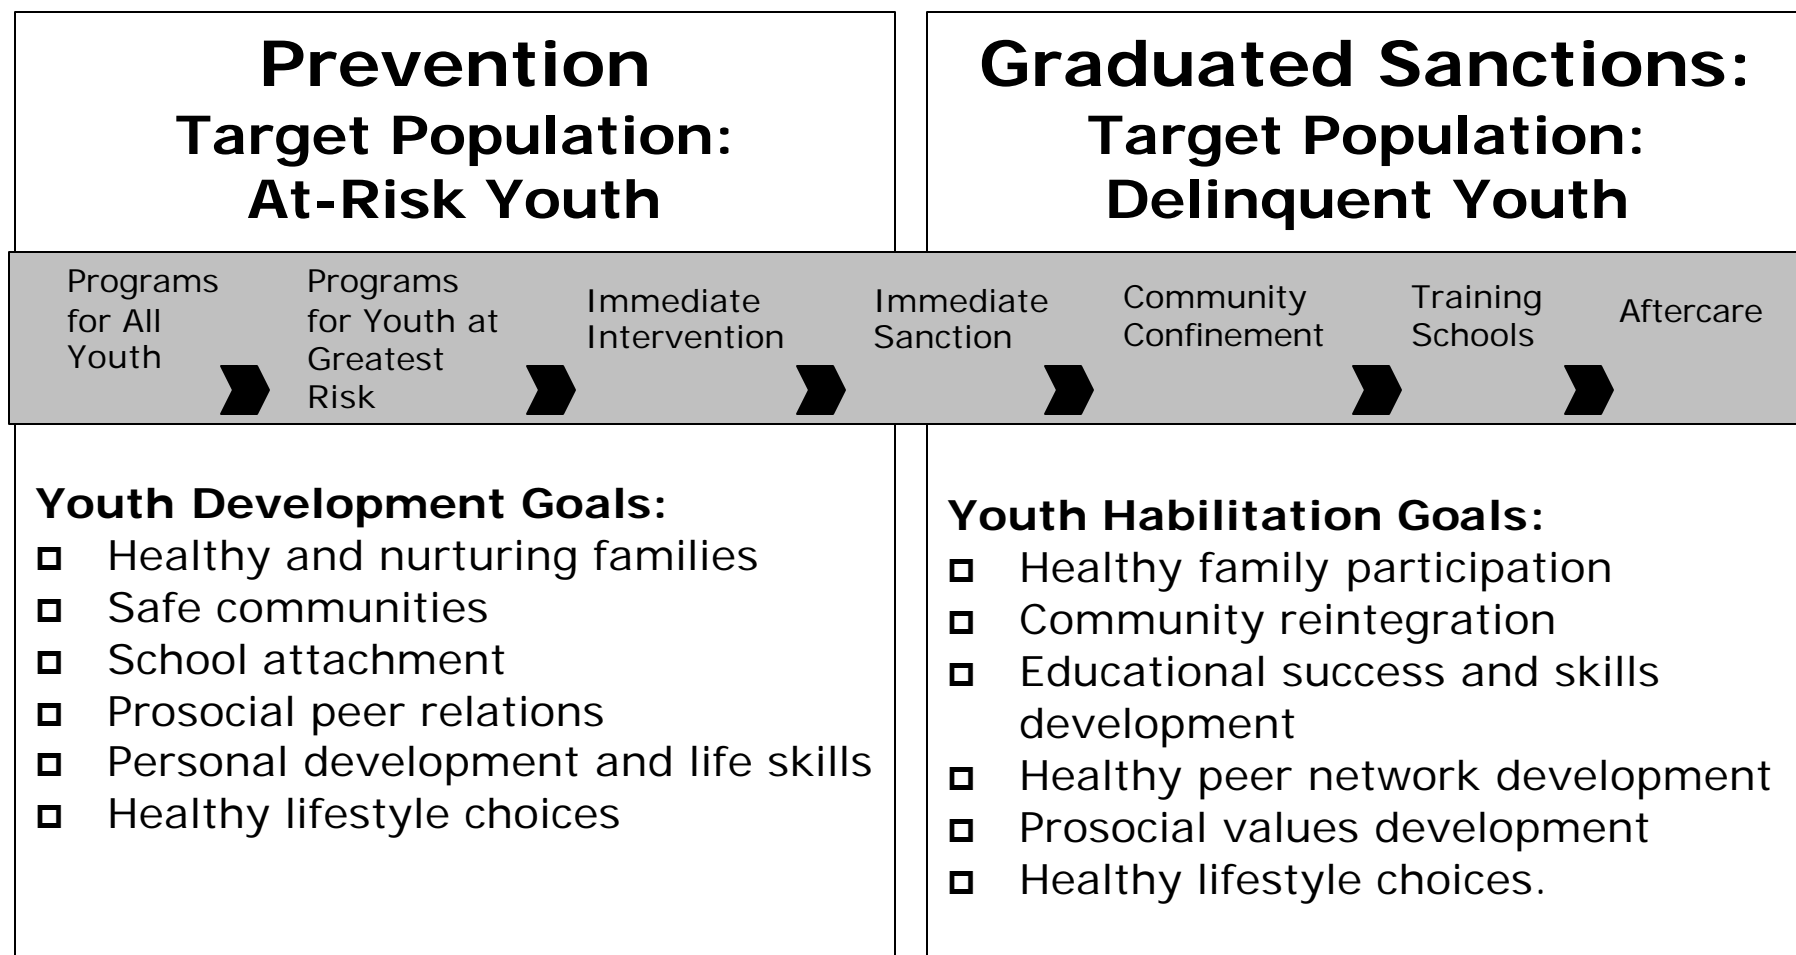 Prevention
Target Population:
At-Risk Youth
Graduated Sanctions:
Target Population:
Delinquent Youth
Programs
for All
Youth
Programs
for Youth at
Greatest
Risk
Immediate
Intervention
Immediate
Sanction
Community
Confinement
Training
Schools
Aftercare
Youth Development Goals:
Healthy and nurturing families
Safe communities
School attachment
Prosocial peer relations
Personal development and life skills
Healthy lifestyle choices
Youth Habilitation Goals:
Healthy family participation
Community reintegration
Educational success and skills
development
Healthy peer network development
Prosocial values development
Healthy lifestyle choices.